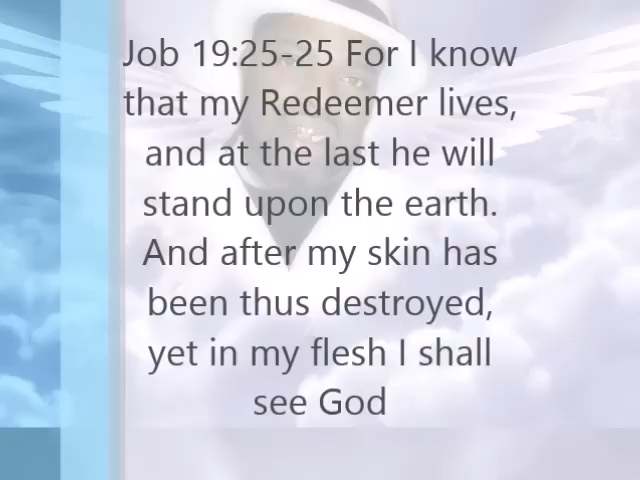 Job 19:25-25 For I know
that my Redeemer lives,
and at the last he will
stand upon the earth.
And after my skin has
been thus destroyed,
yet in my flesh I shall
see God